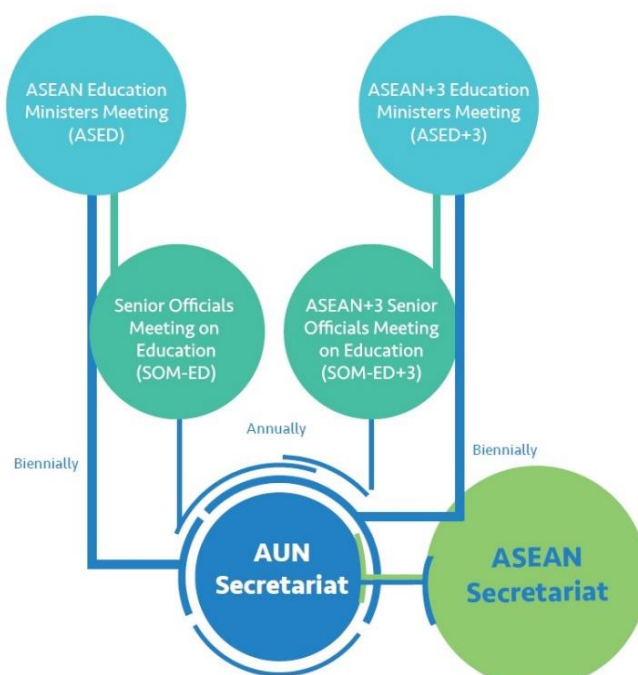 ASEAN Education
Ministers Meeting
(ASED)
ASEAN+3 Education
Ministers Meeting
(ASED+3)
Senior Officials
Meeting on
Education
(SOM-ED)
ASEAN+3 Senior
Officials Meeting
on Education
(SOM-ED+3)
Annually
Biennially
Biennially
AUN
Secretariat
ASEAN
Secretariat